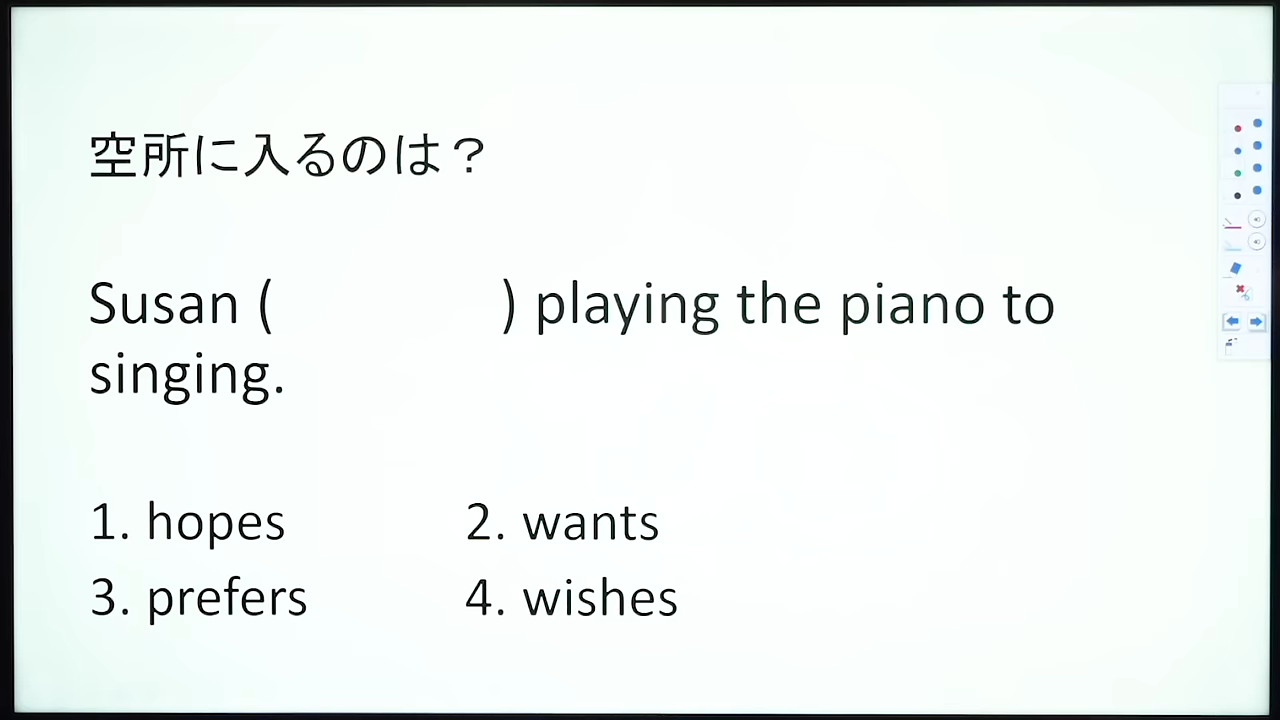 空所に入るのは？
Susan (　　　　) playing the piano to
singing.
1. hopes 2. wants
3. prefers 4. wishes